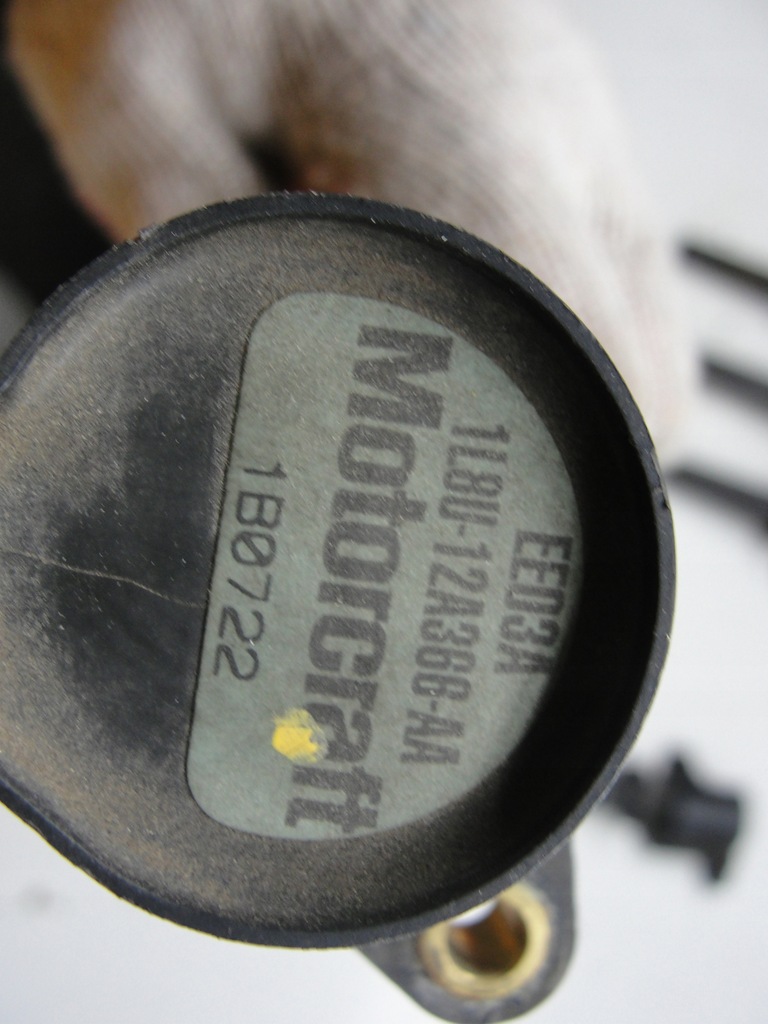 EED3A
1L8U-12A366-AA
Motorcraft
1B0722